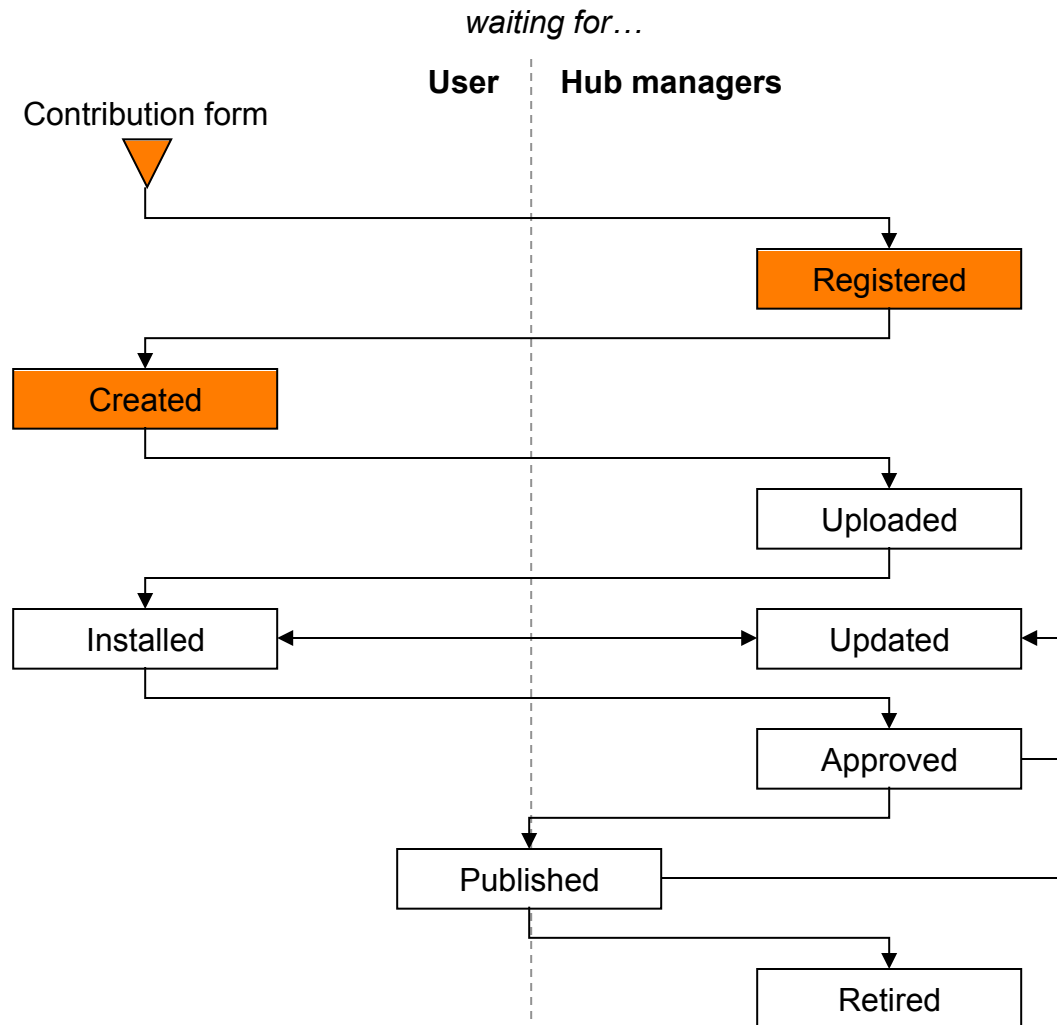 waiting for…
User
Hub managers
Contribution form
Registered
Created
Uploaded
Installed
Updated
Approved
Published
Retired